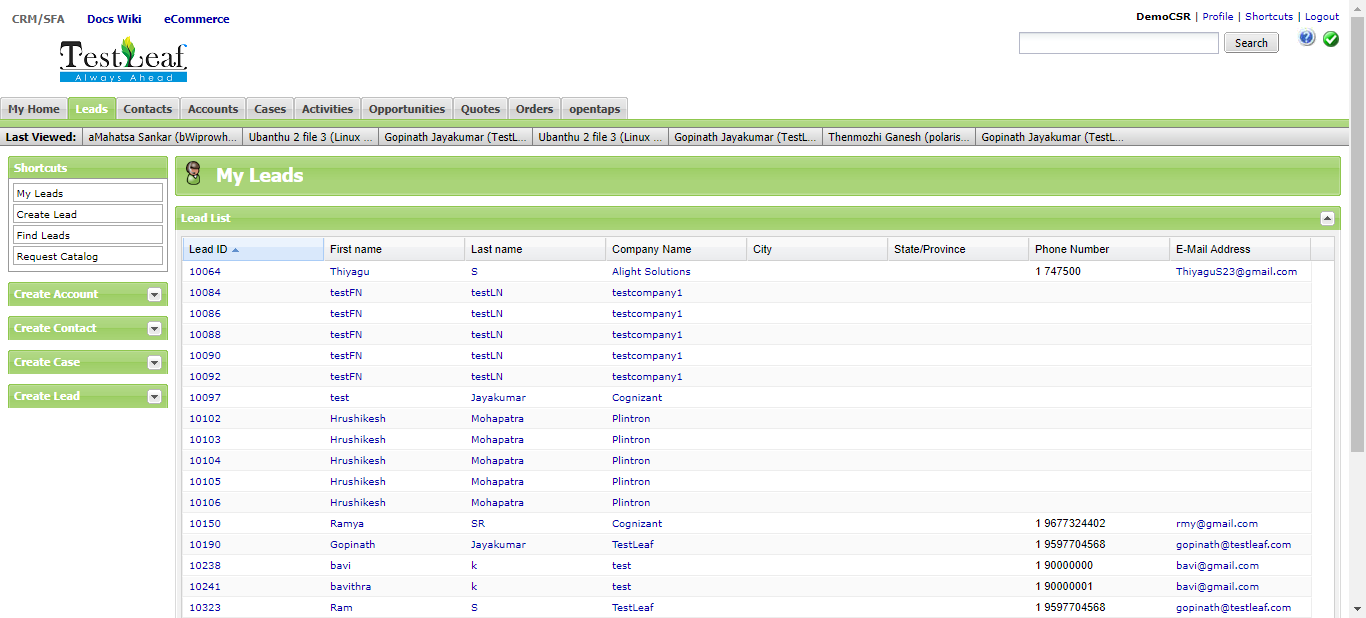 CRM/SFA Docs Wiki eCommerce
DemoCSR | Profile | Shortcuts | Logout
Search
TestLeaf
Always Ahead
My Home Leads Contacts Accounts Cases Activities Opportunities Quotes Orders opentaps
Last Viewed: aMahatsa Sankar (bWiprowh... Ubanthu 2 file 3 (Linux ... Gopinath Jayakumar (TestL... Ubanthu 2 file 3 (Linux ... Gopinath Jayakumar (TestL... Thenmozhi Ganesh (polaris... Gopinath Jayakumar (TestL...
Shortcuts
My Leads
Create Lead
Find Leads
Request Catalog
Create Account
Create Contact
Create Case
Create Lead
My Leads
Lead List
Lead ID First name Last name Company Name City State/Province Phone Number E-Mail Address
10064 Thiyagu S Alight Solutions 1 747500 ThiyaguS23@gmail.com
10084 testFN testLN testcompany1
10086 testFN testLN testcompany1
10088 testFN testLN testcompany1
10090 testFN testLN testcompany1
10092 testFN testLN testcompany1
10097 test Jayakumar Cognizant
10102 Hrushikesh Mohapatra Plintron
10103 Hrushikesh Mohapatra Plintron
10104 Hrushikesh Mohapatra Plintron
10105 Hrushikesh Mohapatra Plintron
10106 Hrushikesh Mohapatra Plintron
10150 Ramya SR Cognizant 1 9677324402 rmy@gmail.com
10190 Gopinath Jayakumar TestLeaf 1 9597704568 gopinath@testleaf.com
10238 bavi k test 1 90000000 bavi@gmail.com
10241 bavithra k test 1 90000001 bavi@gmail.com
10323 Ram S TestLeaf 1 9597704568 gopinath@testleaf.com